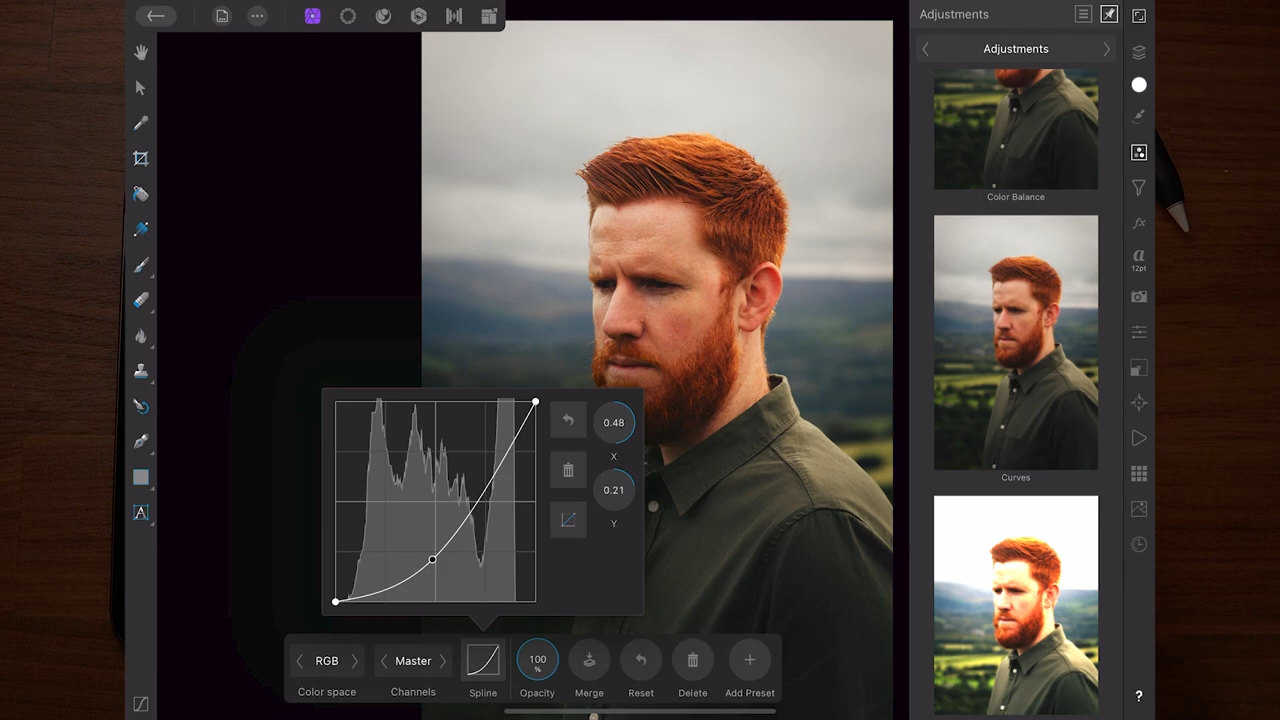 Adjustments
Adjustments
Color Balance
Curves
12pt
0.48
X
0.21
Y
RGB
Master
100
%
Color space
Channels
Spline
Opacity
Merge
Reset
Delete
Add Preset
A
a
fx
?